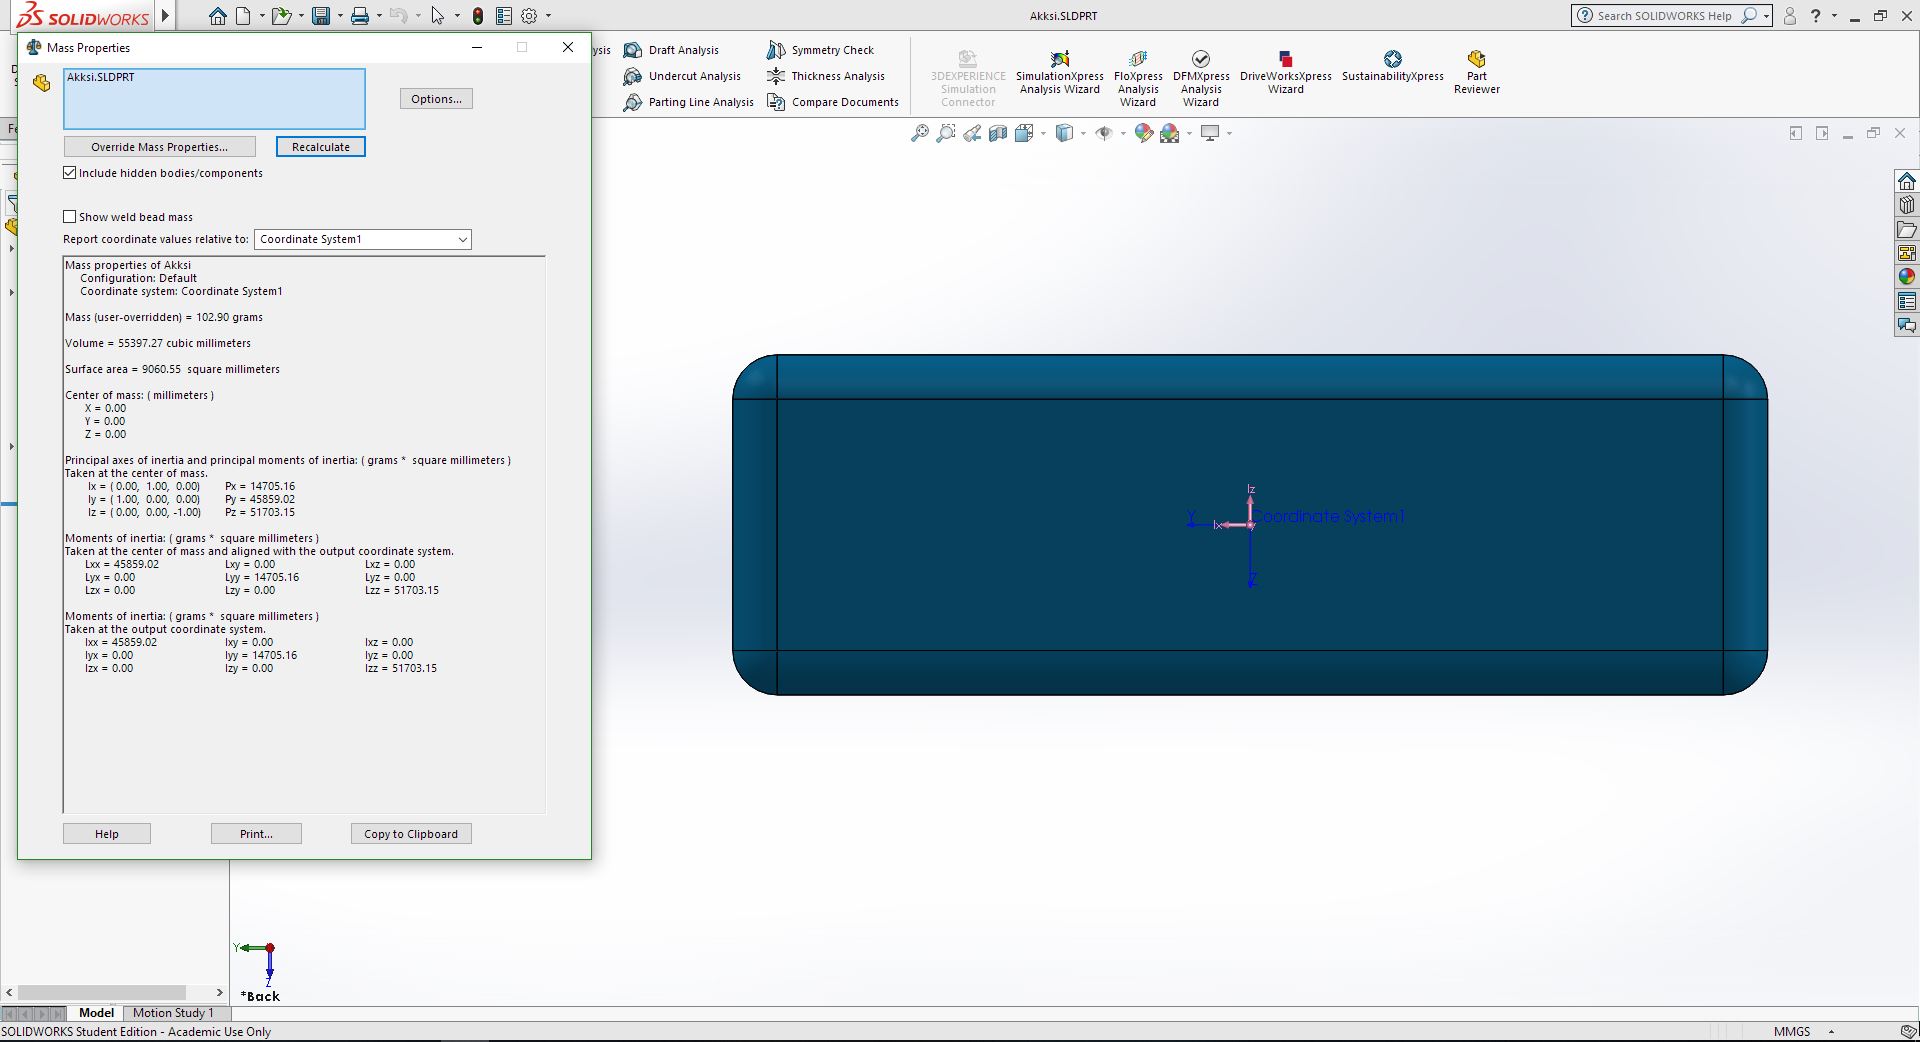 SOLIDWORKS
Akksi.SLDPRT
Search SOLIDWORKS Help
?
Mass Properties
Akksi.SLDPRT
Options...
Override Mass Properties...
Recalculate
Include hidden bodies/components
Show weld bead mass
Report coordinate values relative to:
Coordinate System1
Mass properties of Akksi
Configuration: Default
Coordinate system: Coordinate System1
Mass (user-overridden) = 102.90 grams
Volume = 55397.27 cubic millimeters
Surface area = 9060.55 square millimeters
Center of mass: ( millimeters )
X = 0.00
Y = 0.00
Z = 0.00
Principal axes of inertia and principal moments of inertia: ( grams * square millimeters )
Taken at the center of mass.
Ix = ( 0.00, 1.00, 0.00) Px = 14705.16
Iy = ( 1.00, 0.00, 0.00) Py = 45859.02
Iz = ( 0.00, 0.00, -1.00) Pz = 51703.15
Moments of inertia: ( grams * square millimeters )
Taken at the center of mass and aligned with the output coordinate system.
Lxx = 45859.02 Lxy = 0.00 Lxz = 0.00
Lyx = 0.00 Lyy = 14705.16 Lyz = 0.00
Lzx = 0.00 Lzy = 0.00 Lzz = 51703.15
Moments of inertia: ( grams * square millimeters )
Taken at the output coordinate system.
Ixx = 45859.02 Ixy = 0.00 Ixz = 0.00
Iyx = 0.00 Iyy = 14705.16 Iyz = 0.00
Izx = 0.00 Izy = 0.00 Izz = 51703.15
Help
Print...
Copy to Clipboard
ysis
Draft Analysis
Undercut Analysis
Parting Line Analysis
Symmetry Check
Thickness Analysis
Compare Documents
3DEXPERIENCE
Simulation
Connector
SimulationXpress
Analysis Wizard
FloXpress
Analysis
Wizard
DFMXpress
Analysis
Wizard
DriveWorksXpress
Wizard
SustainabilityXpress
Part
Reviewer
Iz
Y
Ix
Coordinate System1
Z
Y
Z
*Back
Model
Motion Study 1
SOLIDWORKS Student Edition - Academic Use Only
MMGS